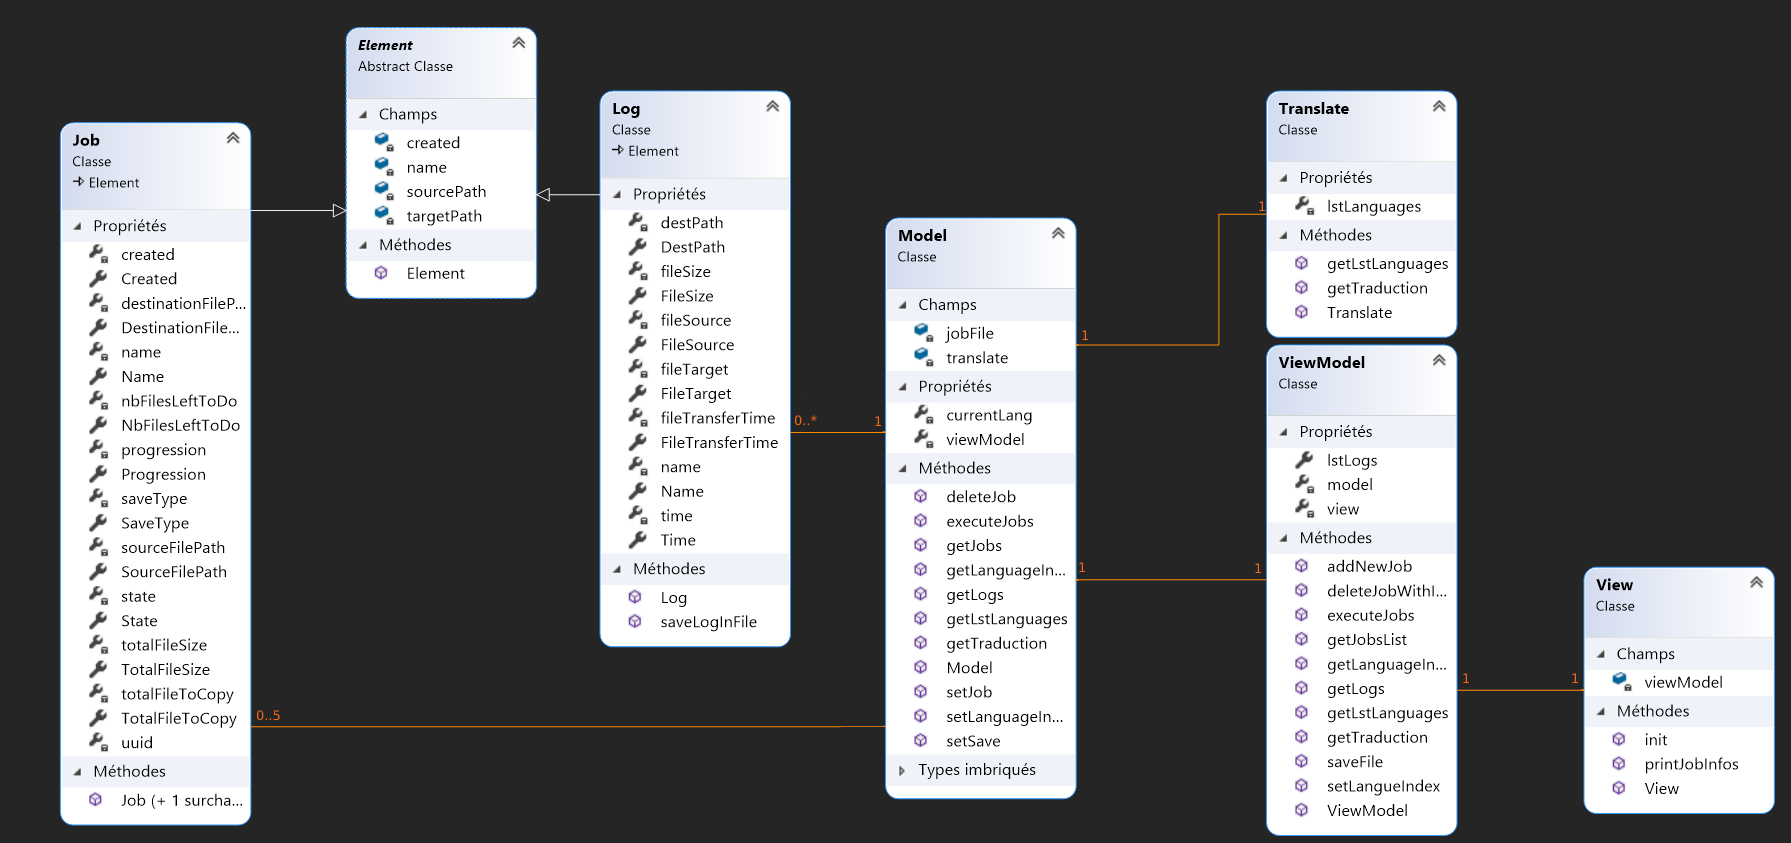 Job
Classe
Element
Propriétés
created
Created
destinationFileP...
DestinationFile...
name
Name
nbFilesLeftToDo
NbFilesLeftToDo
progression
Progression
saveType
SaveType
sourceFilePath
SourceFilePath
state
State
totalFileSize
TotalFileSize
totalFileToCopy
TotalFileToCopy
uuid
Méthodes
Job (+ 1 surcha...
Element
Abstract Classe
Champs
created
name
sourcePath
targetPath
Méthodes
Element
Log
Classe
Element
Propriétés
destPath
DestPath
fileSize
FileSize
fileSource
FileSource
fileTarget
FileTarget
fileTransferTime
FileTransferTime
name
Name
time
Time
Méthodes
Log
saveLogInFile
0..*
1
0..5
Model
Classe
Champs
jobFile
translate
Propriétés
currentLang
viewModel
Méthodes
deleteJob
executeJobs
getJobs
getLanguageIn...
getLogs
getLstLanguages
getTraduction
Model
setJob
setLanguageIn...
setSave
Types imbriqués
1
1
1
1
Translate
Classe
Propriétés
lstLanguages
Méthodes
getLstLanguages
getTraduction
Translate
ViewModel
Classe
Propriétés
lstLogs
model
view
Méthodes
addNewJob
deleteJobWithI...
executeJobs
getJobsList
getLanguageIn...
getLogs
getLstLanguages
getTraduction
saveFile
setLangueIndex
ViewModel
1
1
View
Classe
Champs
viewModel
Méthodes
init
printJobInfos
View